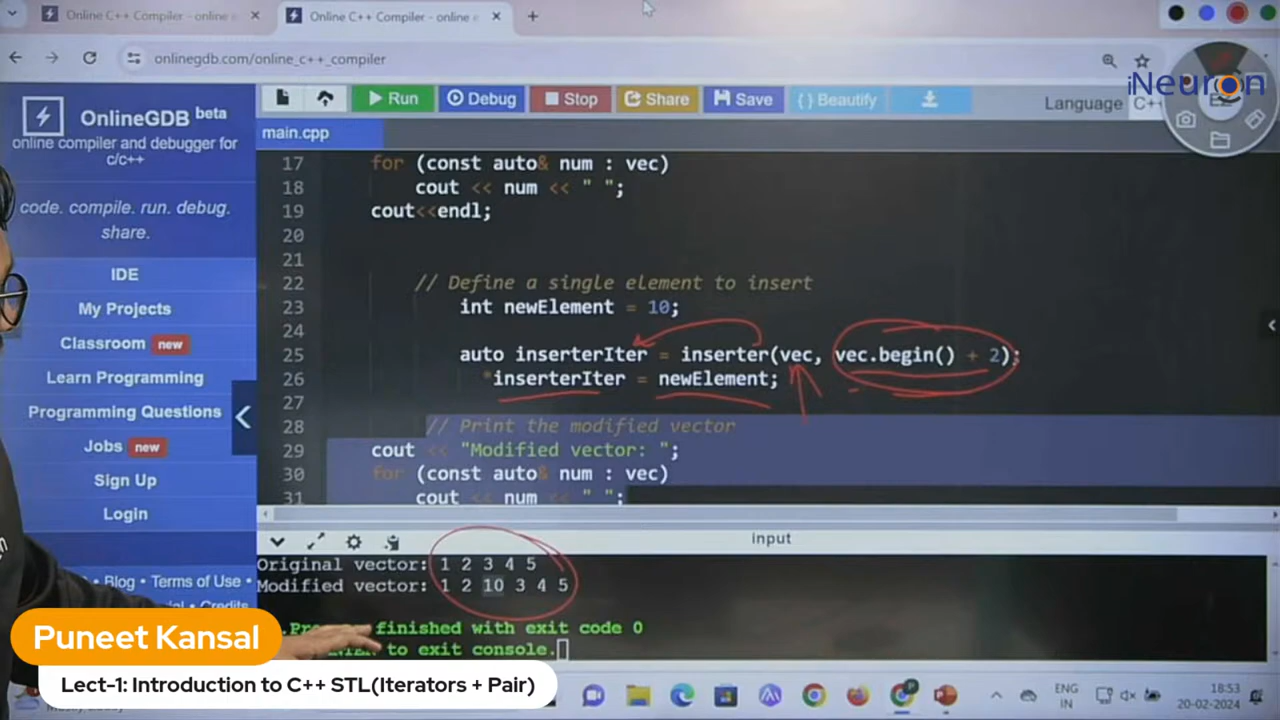 Online C++ Compiler - online e
Online C++ Compiler - online e
onlinegdb.com/online_c++_compiler
iNeuron
OnlineGDB beta
online compiler and debugger for
c/c++
code. compile. run. debug.
share.
IDE
My Projects
Classroom new
Learn Programming
Programming Questions
Jobs new
Sign Up
Login
Blog • Terms of Use •
Run
Debug
Stop
Share
Save
{ } Beautify
Language C++
main.cpp
17 for (const auto& num : vec)
18 cout << num << " ";
19 cout<<endl;
20
21
22 // Define a single element to insert
23 int newElement = 10;
24
25 auto inserterIter = inserter(vec, vec.begin() + 2);
26 *inserterIter = newElement;
27
28 // Print the modified vector
29 cout << "Modified vector: ";
30 for (const auto& num : vec)
31 cout << num << " ";
input
Original vector: 1 2 3 4 5
Modified vector: 1 2 10 3 4 5
finished with exit code 0
to exit console.
Puneet Kansal
Lect-1: Introduction to C++ STL(Iterators + Pair)
ENG
IN
18:53
20-02-2024